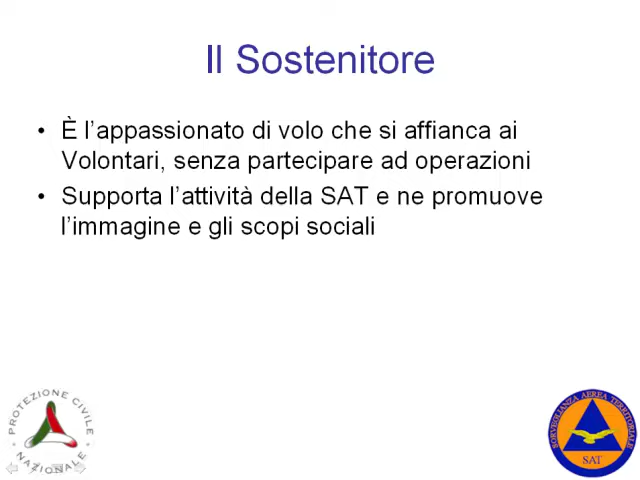 Il Sostenitore
• È l'appassionato di volo che si affianca ai
Volontari, senza partecipare ad operazioni
• Supporta l'attività della SAT e ne promuove
l'immagine e gli scopi sociali
PROTEZIONE CIVILE
NAZIONALE
SORVEGLIANZA AEREA TERRITORIALE
SAT